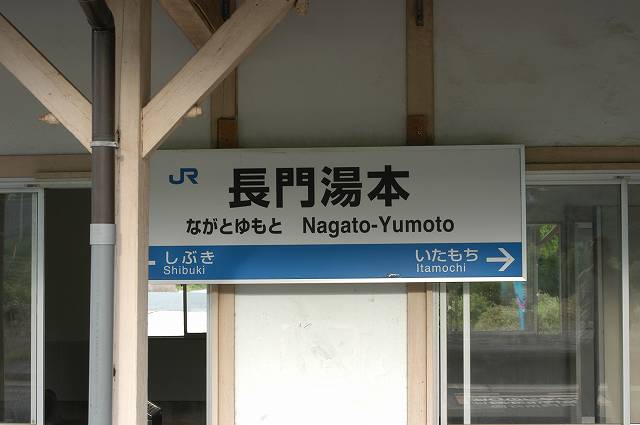 JR 長門湯本
ながとゆもと Nagato-Yumoto
しぶき いたもち →
Shibuki Itamochi